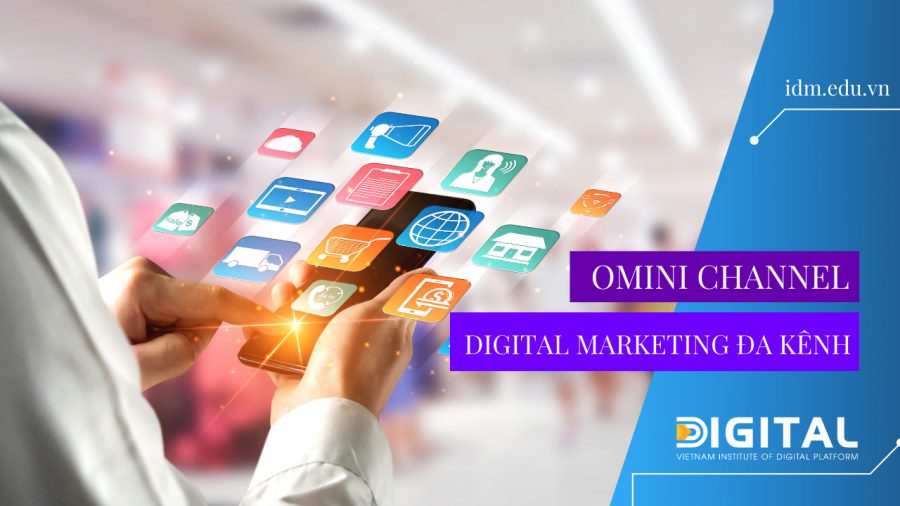 idm.edu.vn
OMINI CHANNEL
DIGITAL MARKETING ĐA KÊNH
DIGITAL
VIETNAM INSTITUTE OF DIGITAL PLATFORM